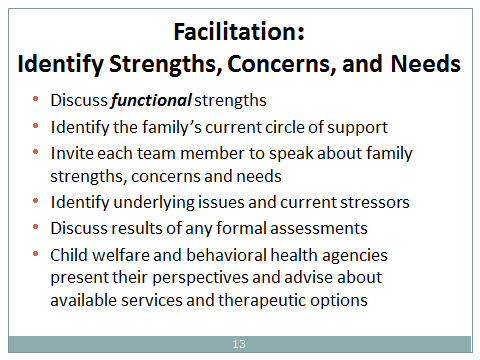 Facilitation:
Identify Strengths, Concerns, and Needs
• Discuss functional strengths
• Identify the family’s current circle of support
• Invite each team member to speak about family
strengths, concerns and needs
• Identify underlying issues and current stressors
• Discuss results of any formal assessments
• Child welfare and behavioral health agencies
present their perspectives and advise about
available services and therapeutic options
13